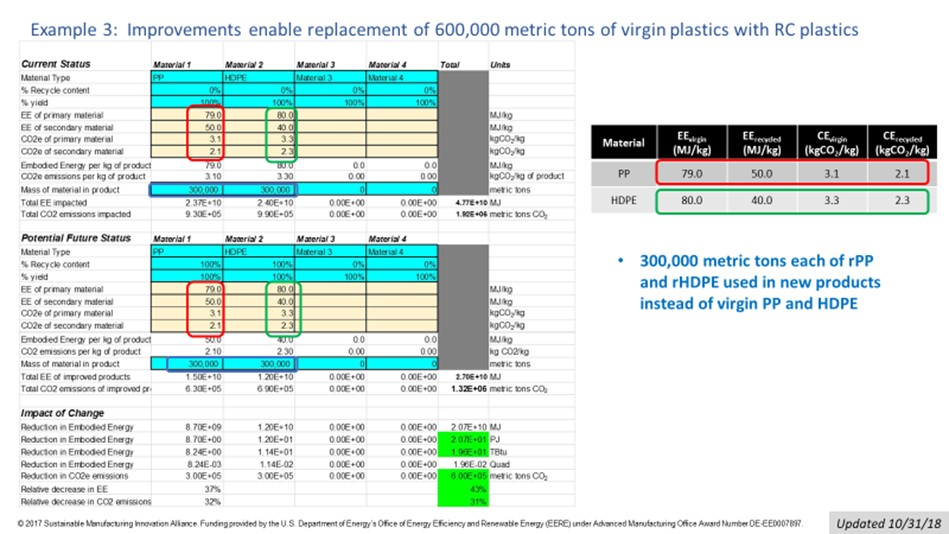 Example 3: Improvements enable replacement of 600,000 metric tons of virgin plastics with RC plastics
Current Status Material 1 Material 2 Material 3 Material 4 Total Units
Material Type PP HDPE Material 3 Material 4
% Recycle content 0% 0% 0% 0%
% yield 100% 100% 100% 100%
EE of primary material 79.0 80.0 MJ/kg
EE of secondary material 50.0 40.0 MJ/kg
CO2e of primary material 3.1 3.3 kgCO₂/kg
CO2e of secondary material 2.1 2.3 kgCO₂/kg
Embodied Energy per kg of product 79.0 80.0 0.0 0.0 MJ/kg
CO2e emissions per kg of product 3.10 3.30 0.00 0.00 kgCO₂/kg of product
Mass of material in product 300,000 300,000 0 0 metric tons
Total EE impacted 2.37E+10 2.40E+10 0.00E+00 0.00E+00 4.77E+10 MJ
Total CO2 emissions impacted 9.30E+05 9.90E+05 0.00E+00 0.00E+00 1.92E+06 metric tons CO₂
Potential Future Status Material 1 Material 2 Material 3 Material 4
Material Type PP HDPE Material 3 Material 4
% Recycle content 100% 100% 0% 0%
% yield 100% 100% 100% 100%
EE of primary material 79.0 80.0 MJ/kg
EE of secondary material 50.0 40.0 MJ/kg
CO2e of primary material 3.1 3.3 kgCO₂/kg
CO2e of secondary material 2.1 2.3 kgCO₂/kg
Embodied Energy per kg of product 50.0 40.0 0.0 0.0 MJ/kg
CO2 emissions per kg of product 2.10 2.30 0.00 0.00 kg CO2/kg
Mass of material in product 300,000 300,000 0 0 metric tons
Total EE of improved products 1.50E+10 1.20E+10 0.00E+00 0.00E+00 2.70E+10 MJ
Total CO2 emissions of improved pr 6.30E+05 6.90E+05 0.00E+00 0.00E+00 1.32E+06 metric tons CO₂
Impact of Change
Reduction in Embodied Energy 8.70E+09 1.20E+10 0.00E+00 0.00E+00 2.07E+10 MJ
Reduction in Embodied Energy 8.70E+00 1.20E+01 0.00E+00 0.00E+00 2.07E+01 PJ
Reduction in Embodied Energy 8.24E+00 1.14E+01 0.00E+00 0.00E+00 1.96E+01 TBtu
Reduction in Embodied Energy 8.24E-03 1.14E-02 0.00E+00 0.00E+00 1.96E-02 Quad
Reduction in CO2e emissions 3.00E+05 3.00E+05 0.00E+00 0.00E+00 6.00E+05 metric tons CO₂
Relative decrease in EE 37% 43%
Relative decrease in CO2 emissions 32% 31%
Material EEvirgin (MJ/kg) EErecycled (MJ/kg) CEvirgin (kgCO₂/kg) CErecycled (kgCO₂/kg)
PP 79.0 50.0 3.1 2.1
HDPE 80.0 40.0 3.3 2.3
• 300,000 metric tons each of rPP
and rHDPE used in new products
instead of virgin PP and HDPE
© 2017 Sustainable Manufacturing Innovation Alliance. Funding provided by the U.S. Department of Energy's Office of Energy Efficiency and Renewable Energy (EERE) under Advanced Manufacturing Office Award Number DE-EE0007897.
Updated 10/31/18